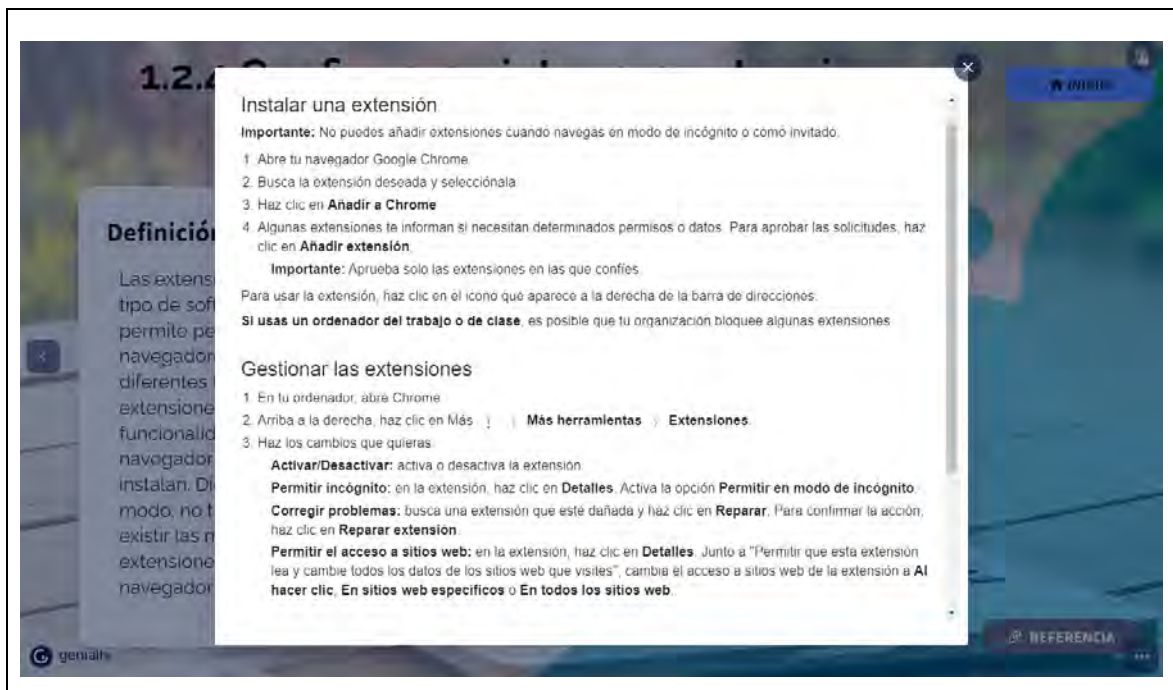 1.2.4
INICIO
Instalar una extensión
Importante: No puedes añadir extensiones cuando navegas en modo de incógnito o como invitado.
1. Abre tu navegador Google Chrome
2. Busca la extensión deseada y selecciónala
3. Haz clic en Añadir a Chrome
4. Algunas extensiones te informan si necesitan determinados permisos o datos. Para aprobar las solicitudes, haz
clic en Añadir extensión.
Importante: Aprueba solo las extensiones en las que confíes.
Para usar la extensión, haz clic en el icono que aparece a la derecha de la barra de direcciones.
Si usas un ordenador del trabajo o de clase, es posible que tu organización bloquee algunas extensiones.
Gestionar las extensiones
1. En tu ordenador, abre Chrome
2. Arriba a la derecha, haz clic en Más Más herramientas Extensiones.
3. Haz los cambios que quieras
Activar/Desactivar: activa o desactiva la extensión
Permitir incógnito: en la extensión, haz clic en Detalles. Activa la opción Permitir en modo de incógnito.
Corregir problemas: busca una extensión que esté dañada y haz clic en Reparar. Para confirmar la acción,
haz clic en Reparar extensión.
Permitir el acceso a sitios web: en la extensión, haz clic en Detalles. Junto a "Permitir que esta extensión
lea y cambie todos los datos de los sitios web que visites", cambia el acceso a sitios web de la extensión a Al
hacer clic, En sitios web específicos o En todos los sitios web.
Definición
Las extens
tipo de soft
permite pe
navegador
diferentes
extensione
funcionalid
navegador
instalan. Di
modo, no t
existir las m
extensione
navegador
REFERENCIA
genially